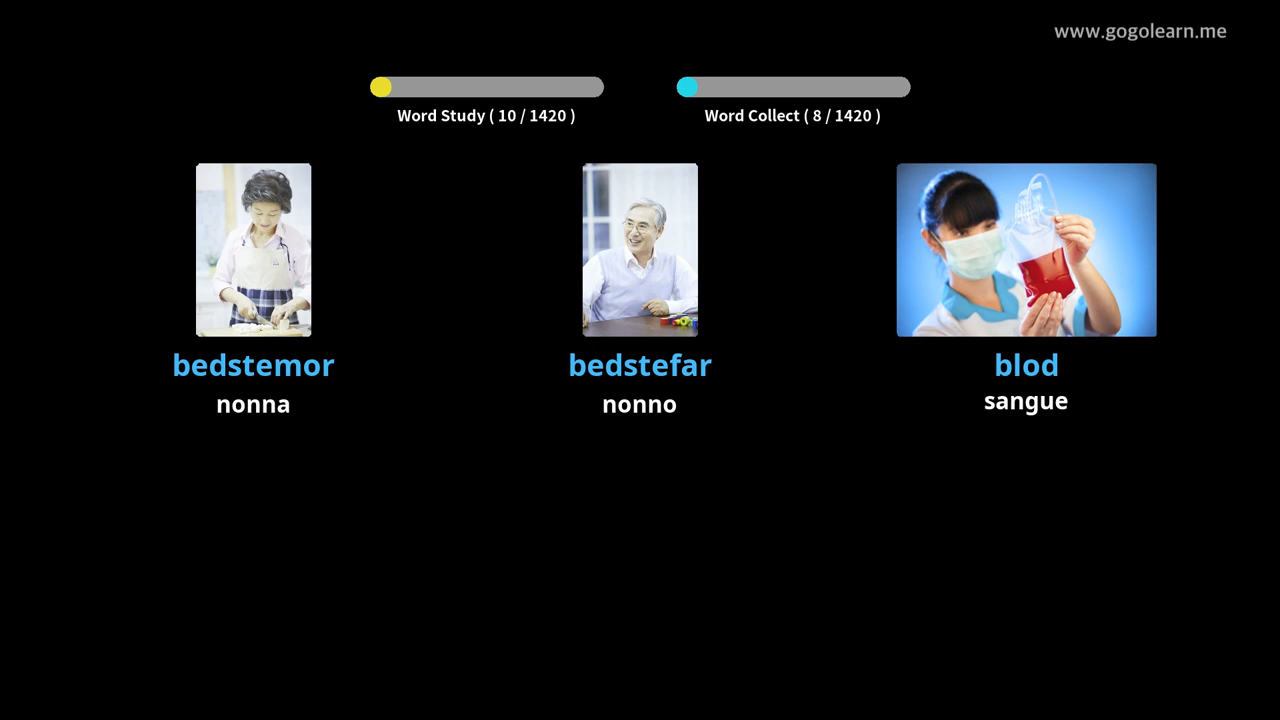 www.gogolearn.me
Word Study ( 10 / 1420 )
Word Collect ( 8 / 1420 )
bedstemor
nonna
bedstefar
nonno
blod
sangue